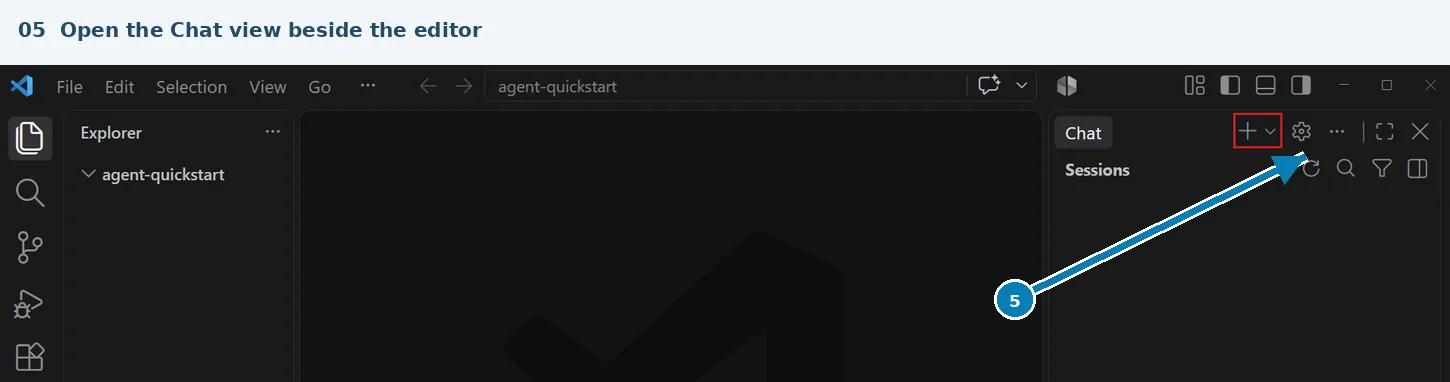 05 Open the Chat view beside the editor
File Edit Selection View Go ··· agent-quickstart
Explorer ··· Chat ···
agent-quickstart Sessions
5